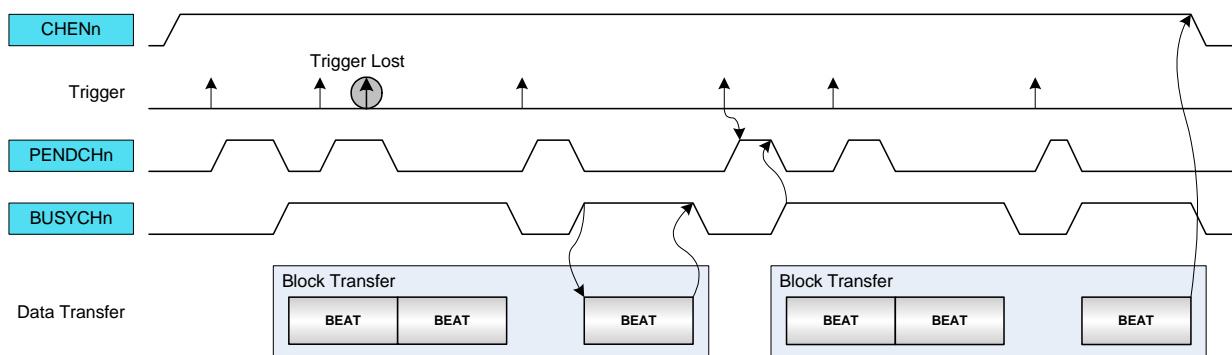 CHENn
Trigger Lost
Trigger
PENDCHn
BUSYCHn
Block Transfer
Block Transfer
Data Transfer
BEAT
BEAT
BEAT
BEAT
BEAT
BEAT